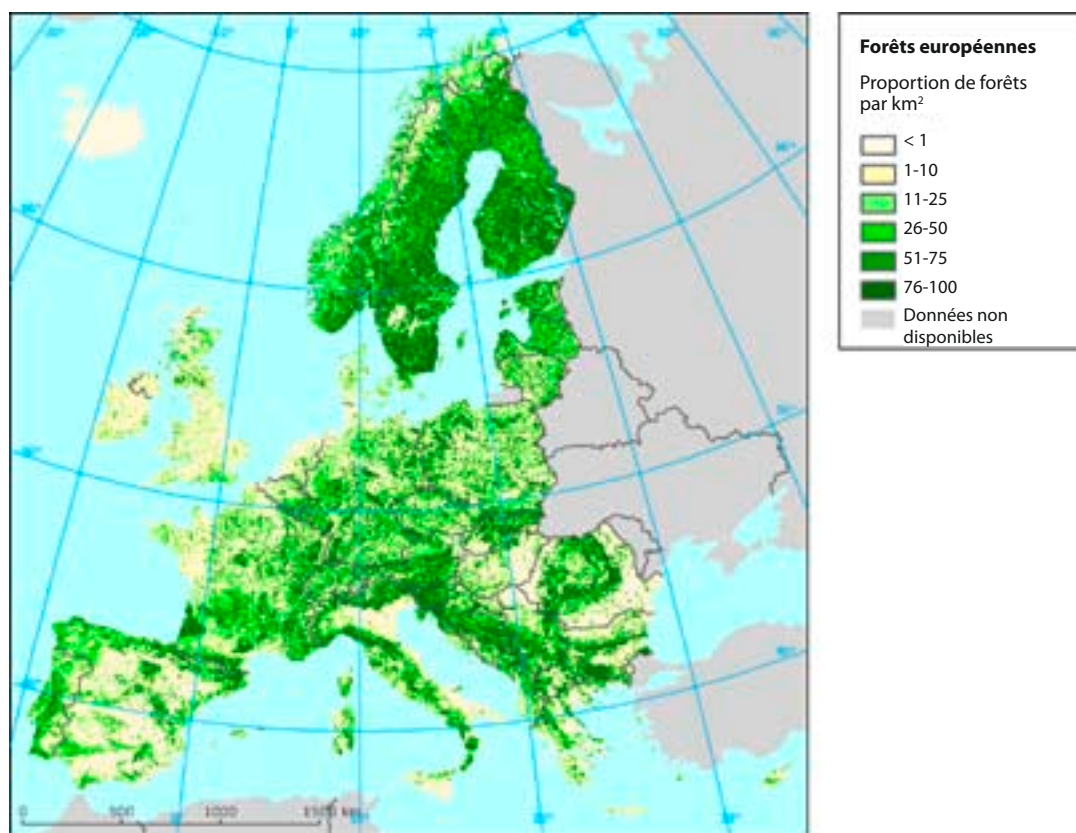 Forêts européennes
Proportion de forêts
par km²
< 1
1-10
11-25
26-50
51-75
76-100
Données non
disponibles
0 500 1000 1500 km